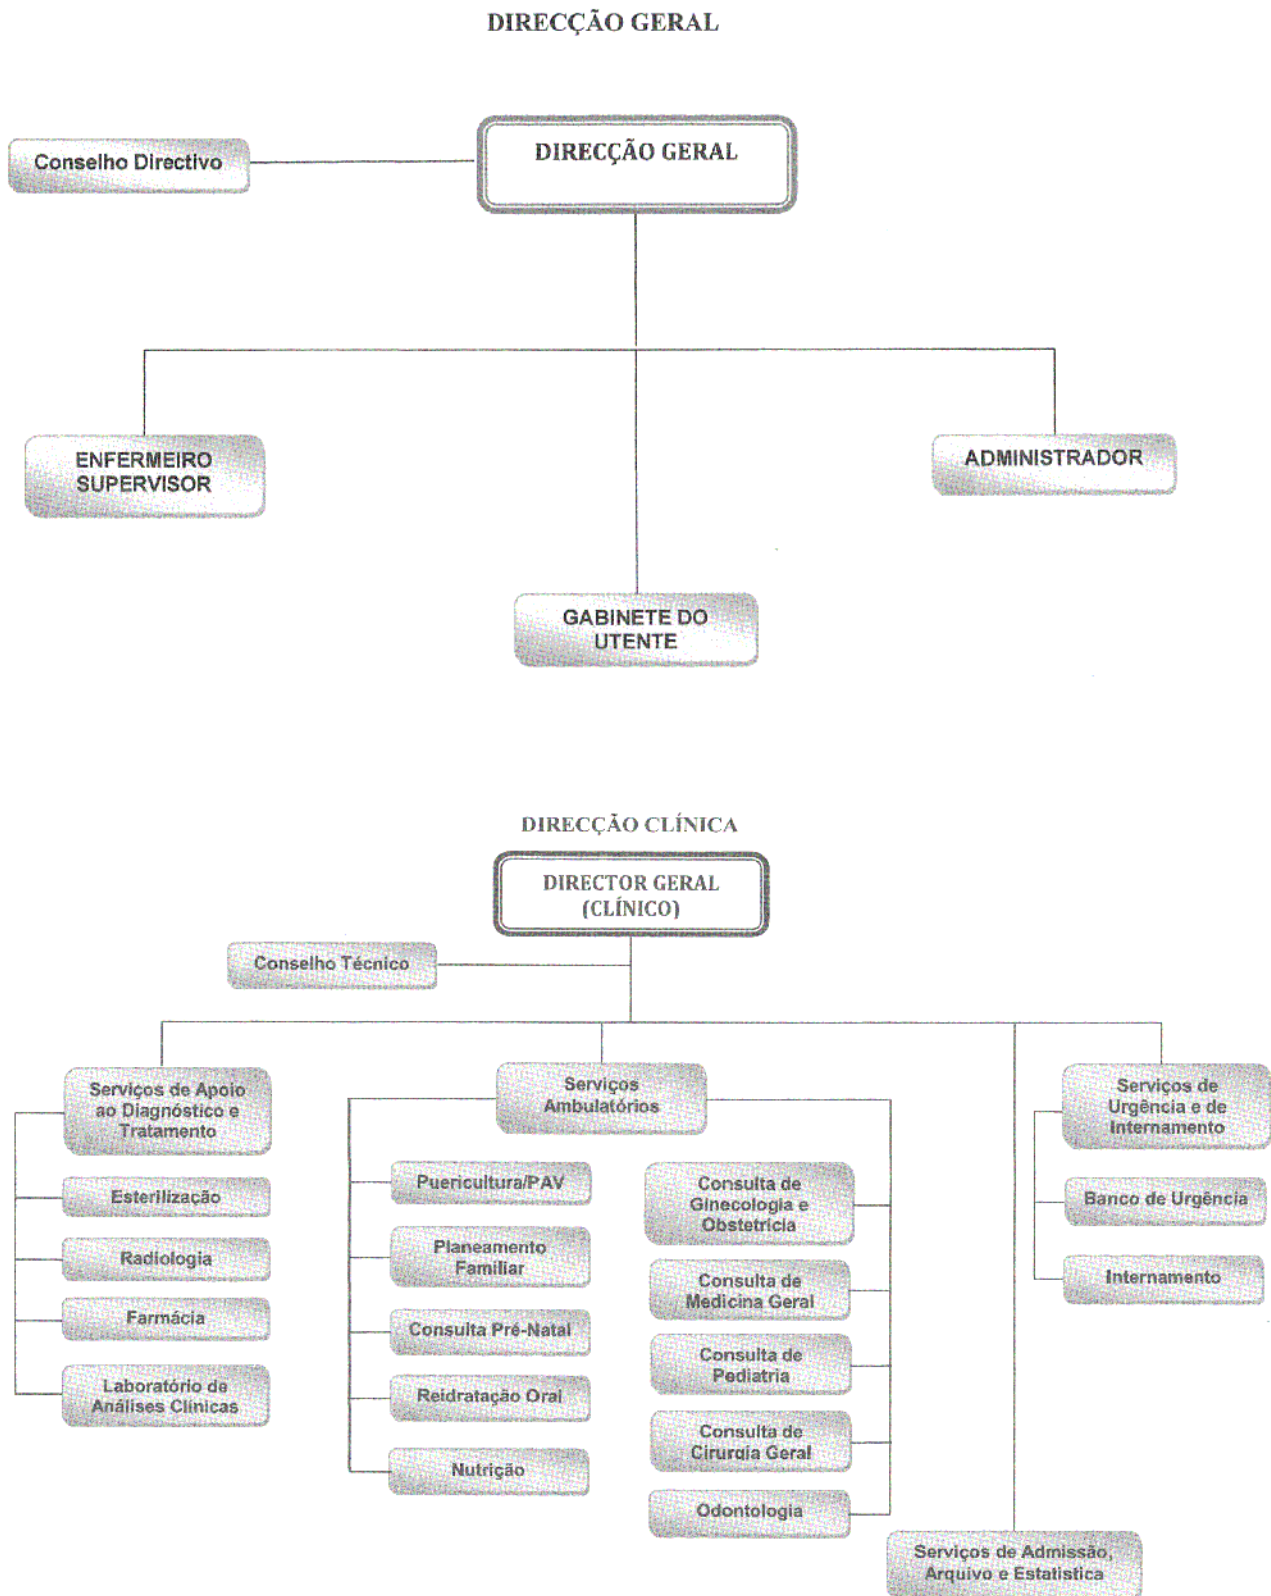 DIRECÇÃO GERAL
DIRECÇÃO GERAL
Conselho Directivo
ENFERMEIRO
SUPERVISOR
ADMINISTRADOR
GABINETE DO
UTENTE
DIRECÇÃO CLÍNICA
DIRECTOR GERAL
(CLÍNICO)
Conselho Técnico
Serviços de Apoio
ao Diagnóstico e
Tratamento
Esterilização
Radiologia
Farmácia
Laboratório de
Análises Clínicas
Serviços
Ambulatórios
Puericultura/PAV
Planeamento
Familiar
Consulta Pré-Natal
Reidratação Oral
Nutrição
Consulta de
Ginecologia e
Obstetrícia
Consulta de
Medicina Geral
Consulta de
Pediatria
Consulta de
Cirurgia Geral
Odontologia
Serviços de
Urgência e de
Internamento
Banco de Urgência
Internamento
Serviços de Admissão,
Arquivo e Estatistica